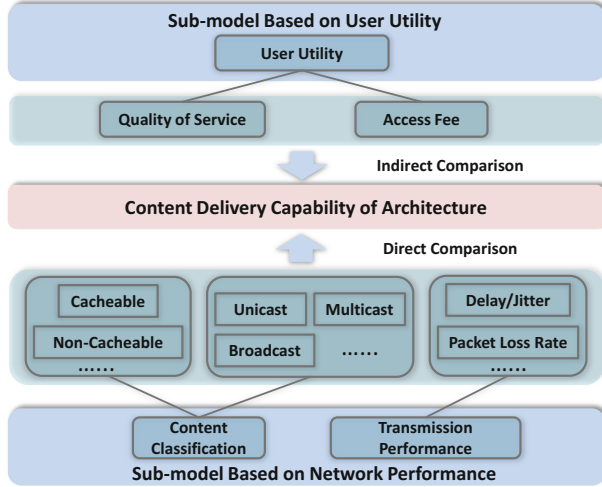 Sub-model Based on User Utility
User Utility
Quality of Service
Access Fee
Indirect Comparison
Content Delivery Capability of Architecture
Direct Comparison
Cacheable
Non-Cacheable
......
Unicast
Multicast
Broadcast
......
Delay/Jitter
Packet Loss Rate
......
Content
Classification
Transmission
Performance
Sub-model Based on Network Performance